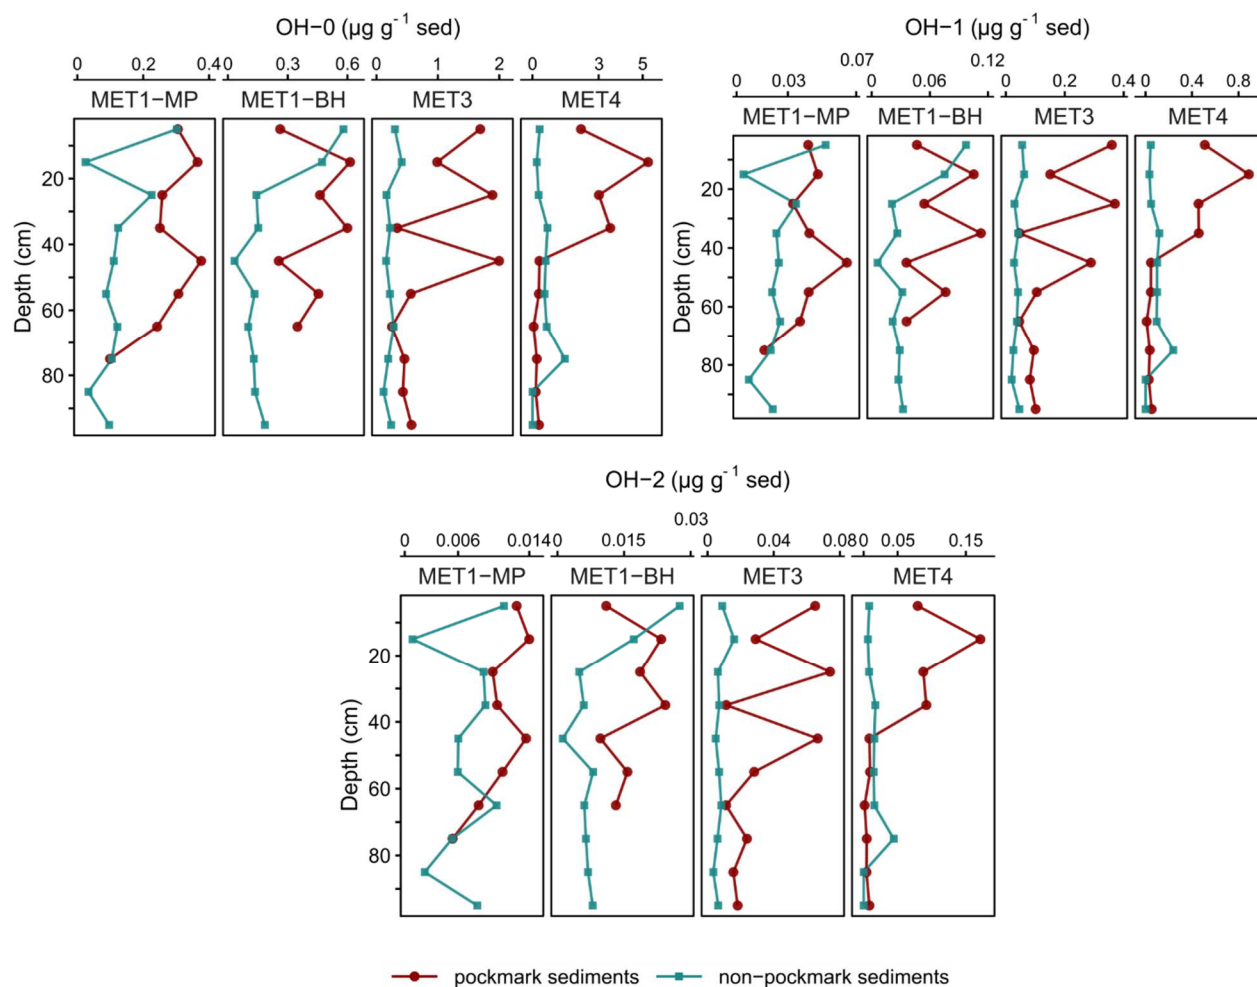 OH−0 (µg g⁻¹ sed)
0 0.2 0.4 0 0.3 0.6 0 1 2 0 3 5
MET1−MP MET1−BH MET3 MET4
Depth (cm)
20
40
60
80
OH−1 (µg g⁻¹ sed)
0 0.03 0.07 0 0.06 0.12 0 0.2 0.4 0 0.4 0.8
MET1−MP MET1−BH MET3 MET4
Depth (cm)
20
40
60
80
OH−2 (µg g⁻¹ sed)
0 0.006 0.014 0 0.015 0.03 0 0.04 0.08 0 0.05 0.15
MET1−MP MET1−BH MET3 MET4
Depth (cm)
20
40
60
80
pockmark sediments non−pockmark sediments